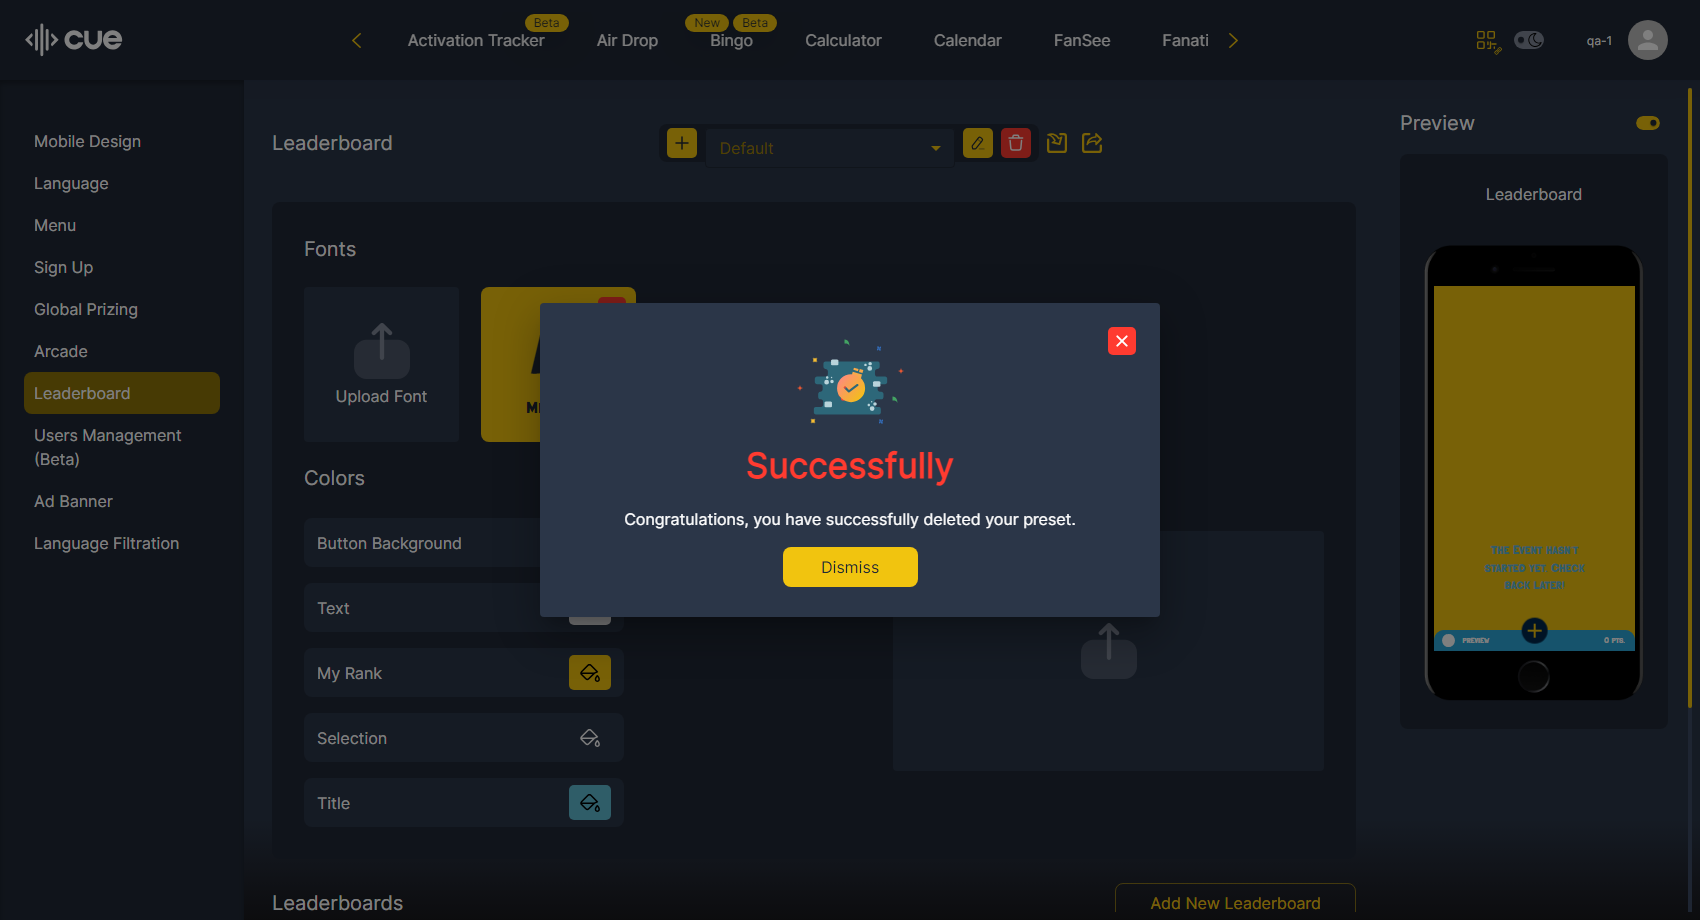 cue
Activation Tracker
Beta
Air Drop
New
Beta
Bingo
Calculator
Calendar
FanSee
Fanati
qa-1
Mobile Design
Language
Menu
Sign Up
Global Prizing
Arcade
Leaderboard
Users Management
(Beta)
Ad Banner
Language Filtration
Leaderboard
Default
Fonts
Upload Font
Colors
Button Background
Text
My Rank
Selection
Title
Successfully
Congratulations, you have successfully deleted your preset.
Dismiss
Leaderboards
Add New Leaderboard
Preview
Leaderboard
The Event hasn't
started yet. Check
back later!
PREVIEW
0 PTS.